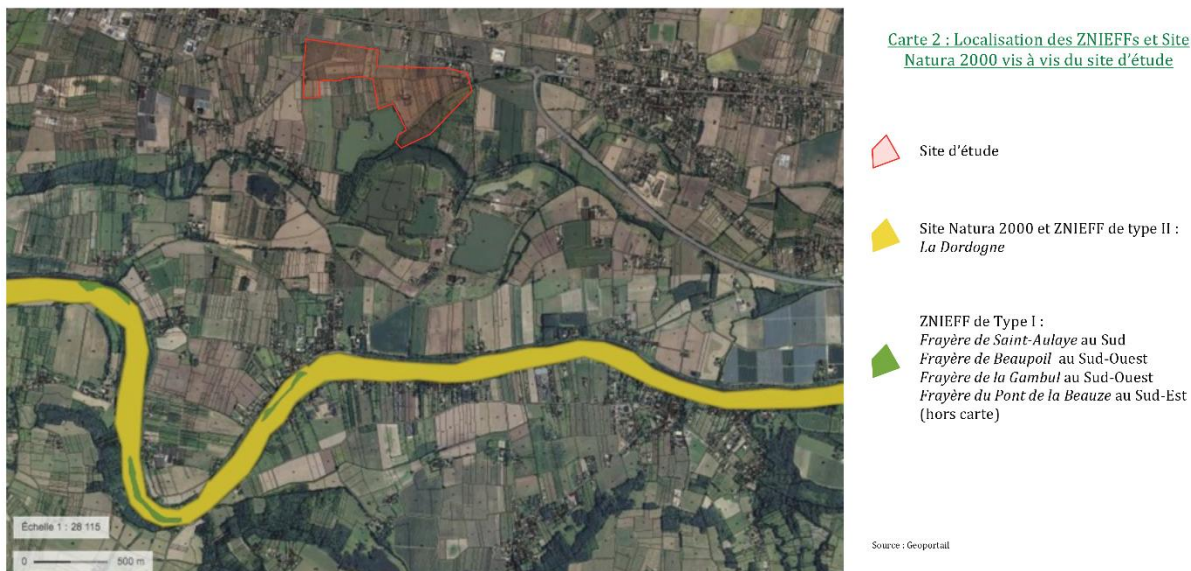 Carte 2 : Localisation des ZNIEFFs et Site
Natura 2000 vis à vis du site d'étude
Site d'étude
Site Natura 2000 et ZNIEFF de type II :
La Dordogne
ZNIEFF de Type I :
Frayère de Saint-Aulaye au Sud
Frayère de Beaupoil au Sud-Ouest
Frayère de la Gambul au Sud-Ouest
Frayère du Pont de la Beauze au Sud-Est
(hors carte)
Échelle 1 : 28 115
0 500 m
Source : Geoportail